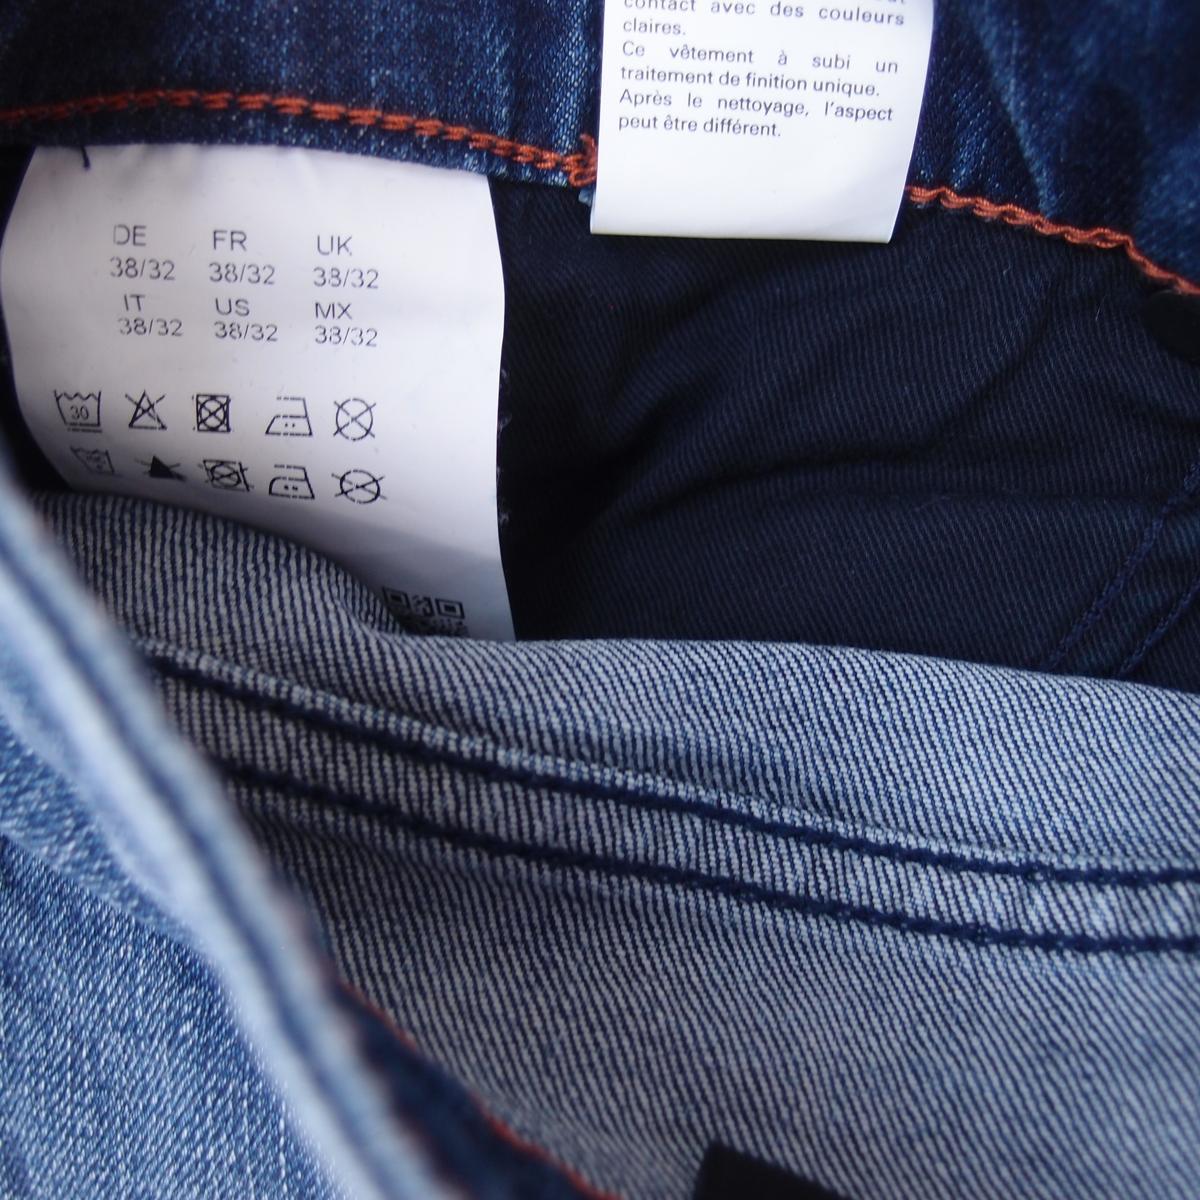 contact avec des couleurs
claires.
Ce vêtement à subi un
traitement de finition unique.
Après le nettoyage, l'aspect
peut être différent.
DE FR UK
38/32 38/32 38/32
IT US MX
38/32 38/32 38/32
30